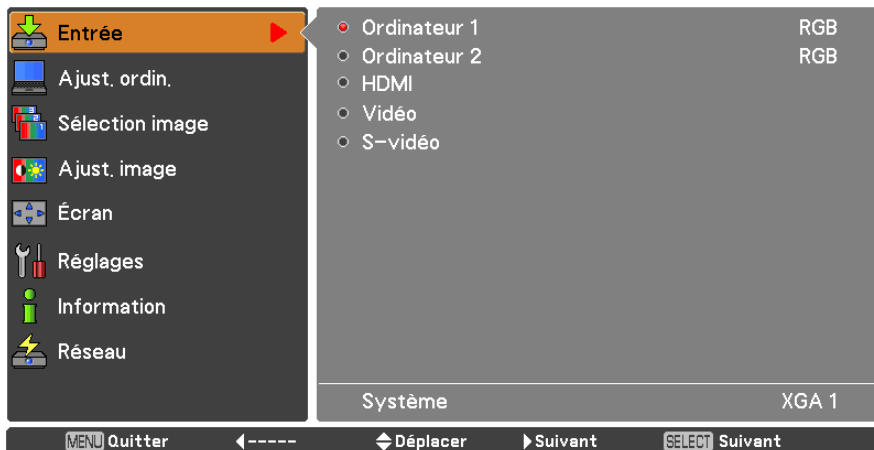 Entrée
Ajust. ordin.
Sélection image
Ajust. image
Écran
Réglages
Information
Réseau
Ordinateur 1 RGB
Ordinateur 2 RGB
HDMI
Vidéo
S-vidéo
Système XGA 1
MENU Quitter ----- Déplacer Suivant SELECT Suivant